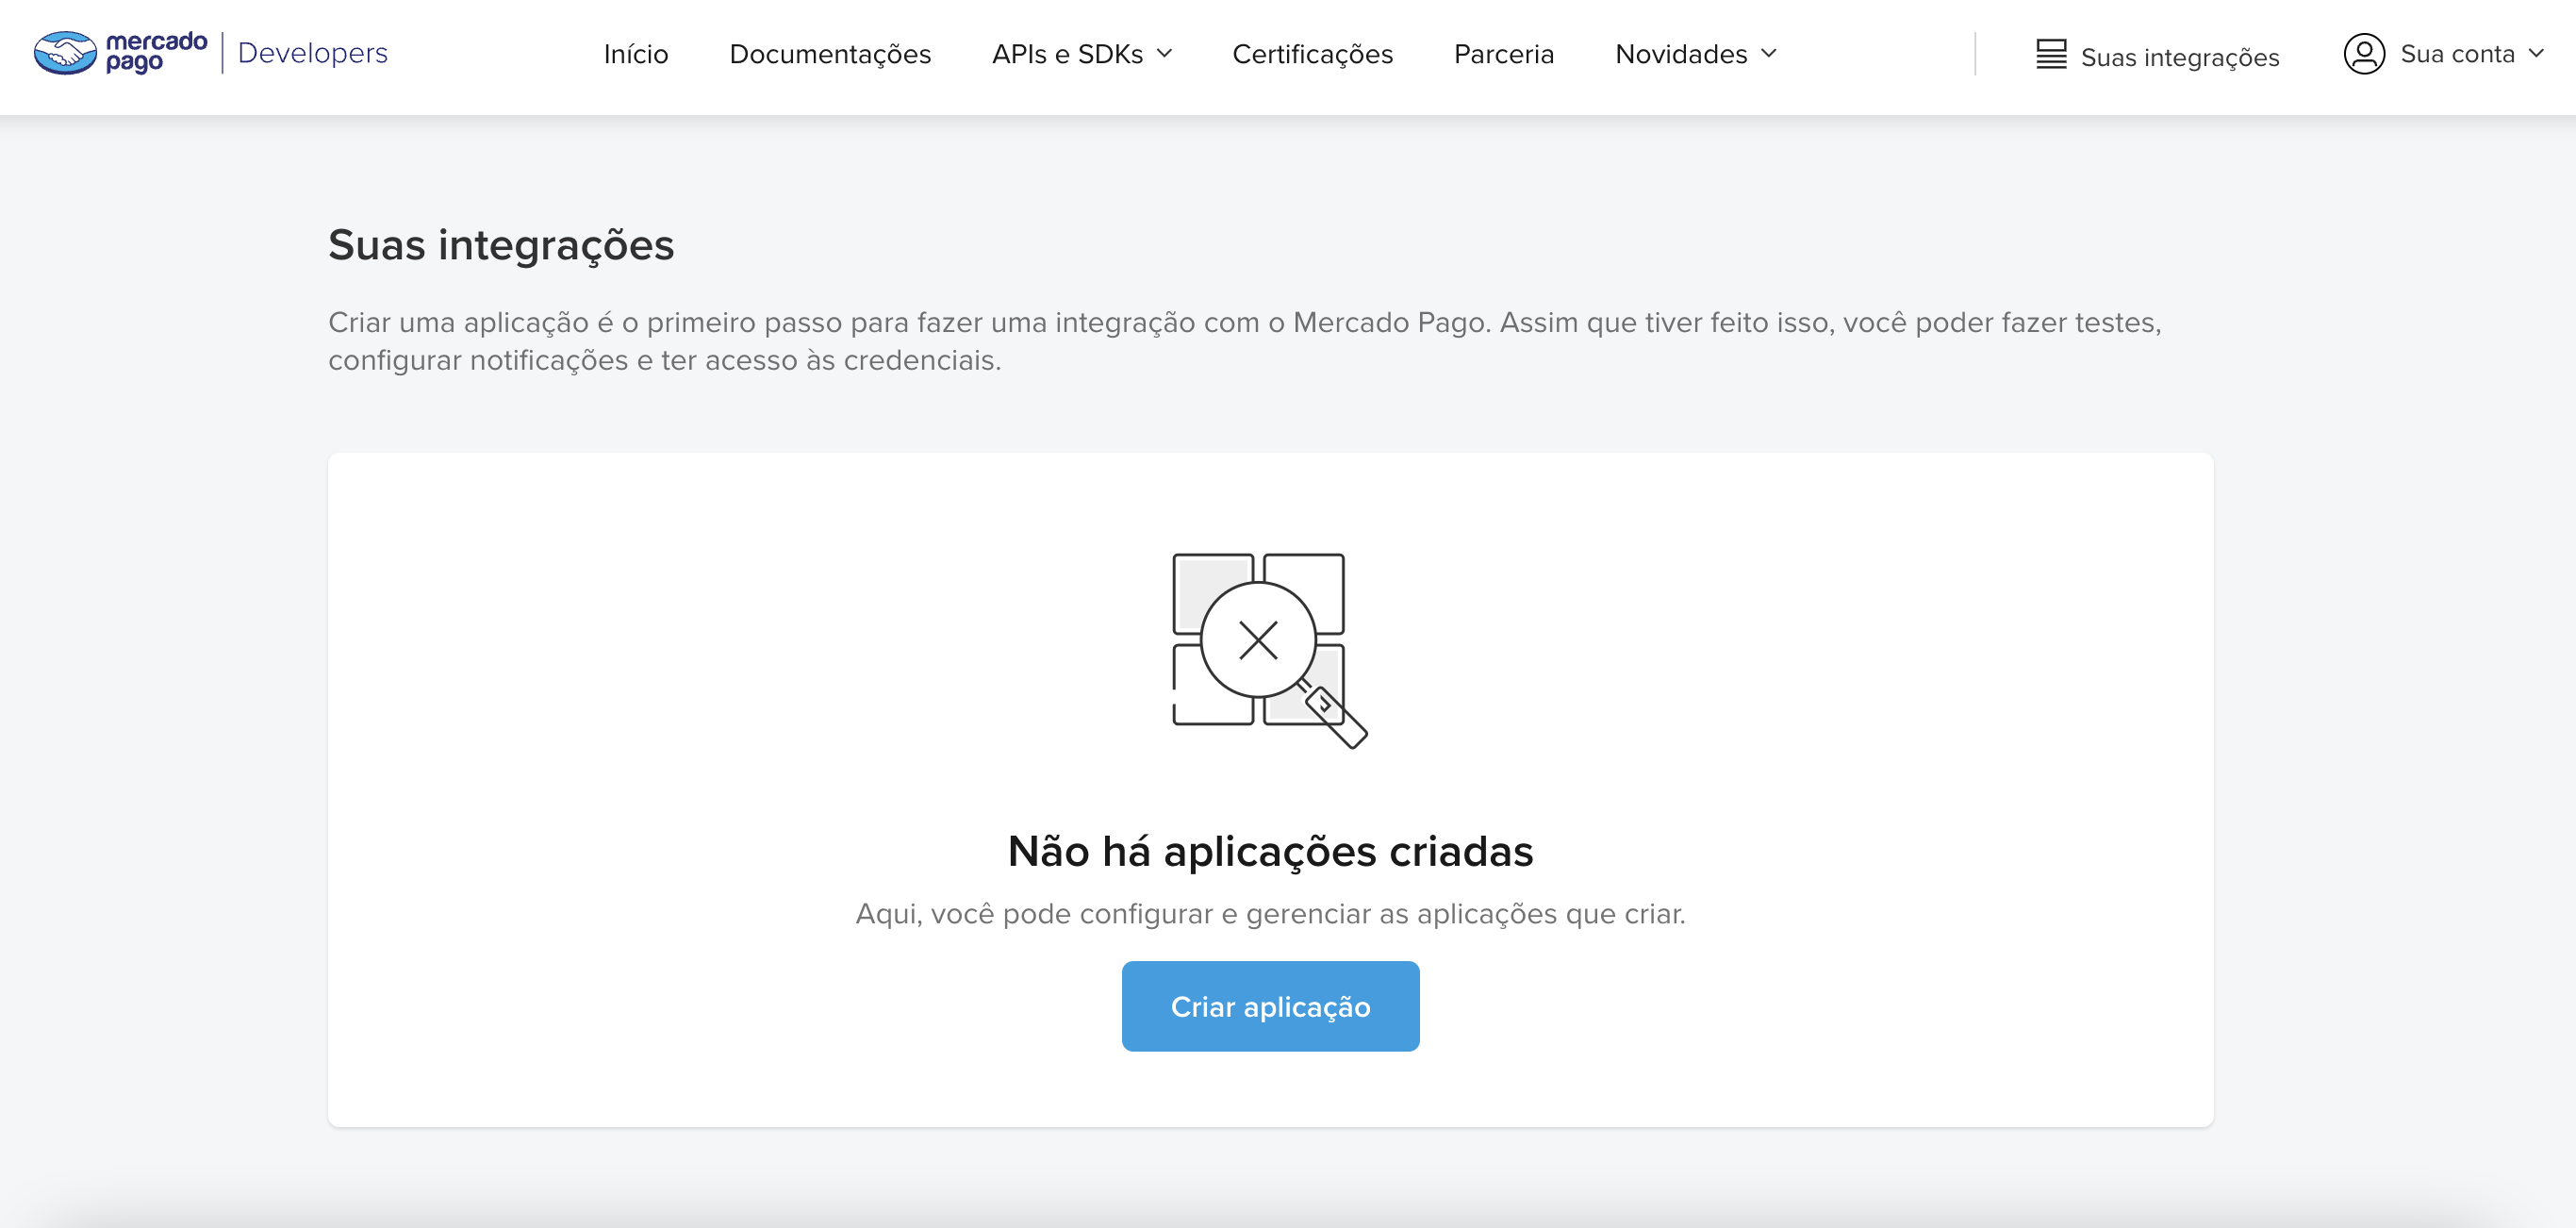 mercado pago | Developers
Início
Documentações
APIs e SDKs
Certificações
Parceria
Novidades
Suas integrações
Sua conta
Suas integrações
Criar uma aplicação é o primeiro passo para fazer uma integração com o Mercado Pago. Assim que tiver feito isso, você poder fazer testes,
configurar notificações e ter acesso às credenciais.
Não há aplicações criadas
Aqui, você pode configurar e gerenciar as aplicações que criar.
Criar aplicação